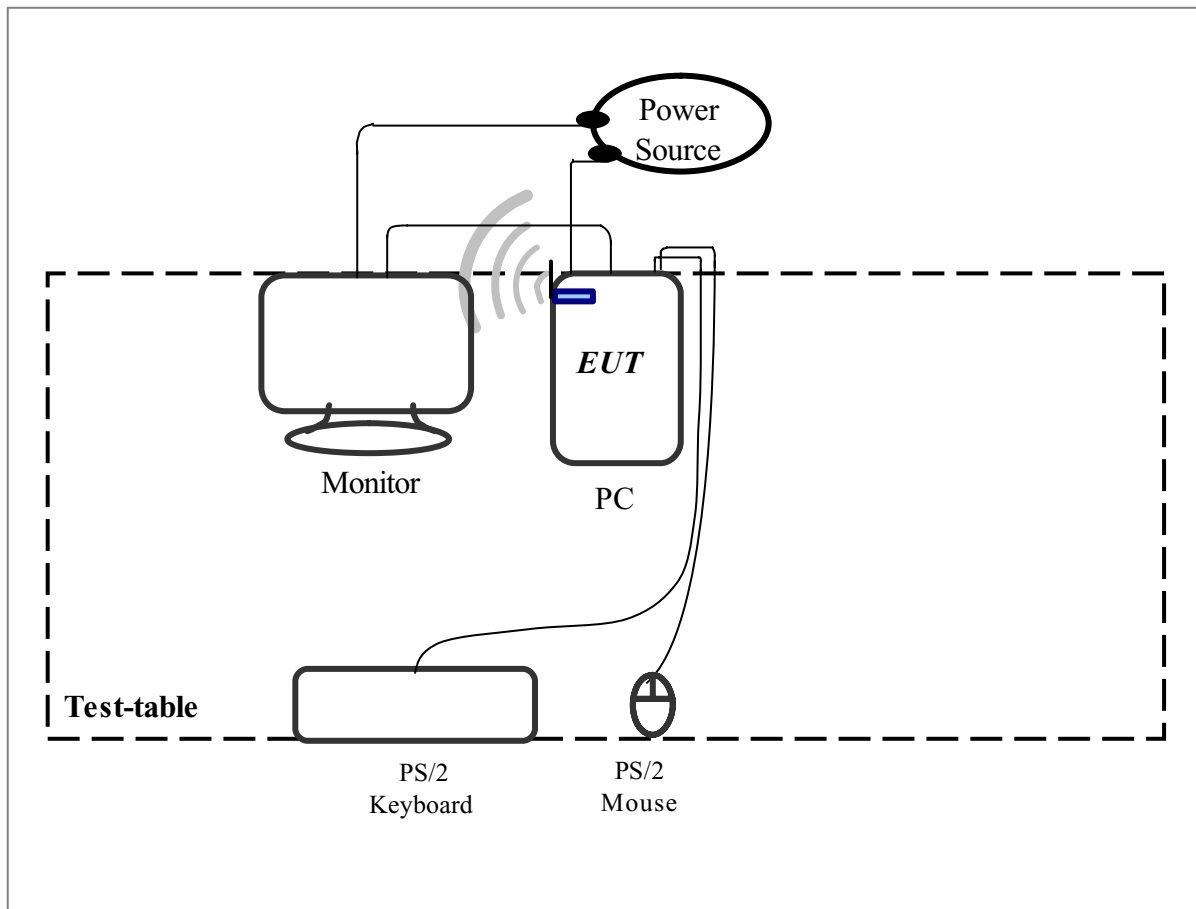 Power
Source
EUT
Monitor
PC
Test-table
PS/2
Keyboard
PS/2
Mouse